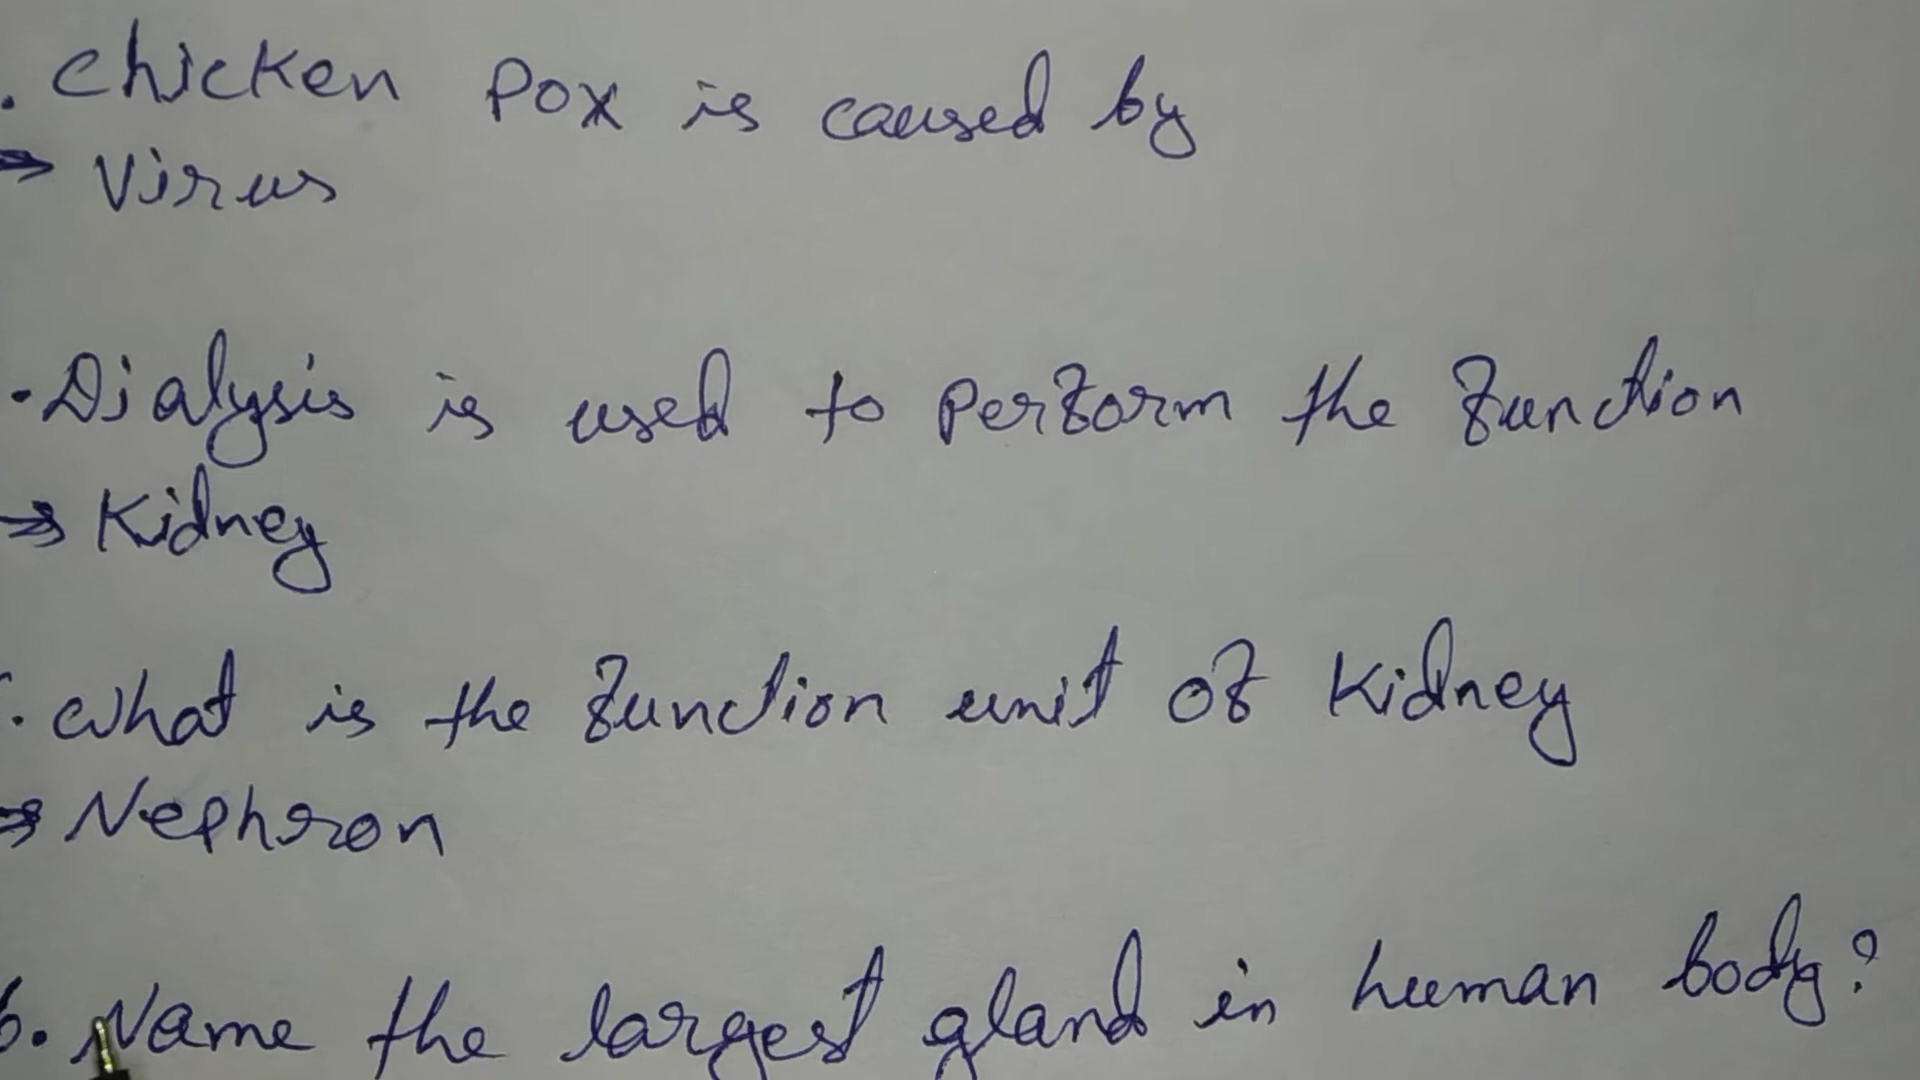 . Chicken Pox is caused by
⇒ Virus
. Dialysis is used to Perform the function
⇒ Kidney
. What is the function unit of Kidney
⇒ Nephron
6. Name the largest gland in human body?